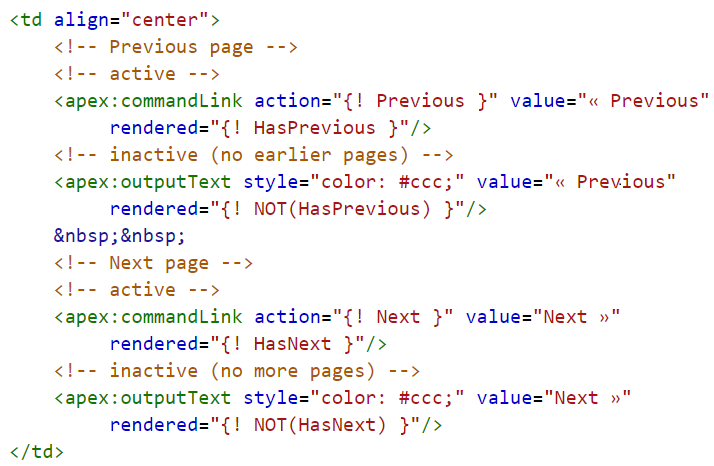 <td align="center">
<!-- Previous page -->
<!-- active -->
<apex:commandLink action="{! Previous }" value="« Previous"
rendered="{! HasPrevious }"/>
<!-- inactive (no earlier pages) -->
<apex:outputText style="color: #ccc;" value="« Previous"
rendered="{! NOT(HasPrevious) }"/>
&nbsp;&nbsp;
<!-- Next page -->
<!-- active -->
<apex:commandLink action="{! Next }" value="Next »"
rendered="{! HasNext }"/>
<!-- inactive (no more pages) -->
<apex:outputText style="color: #ccc;" value="Next »"
rendered="{! NOT(HasNext) }"/>
</td>